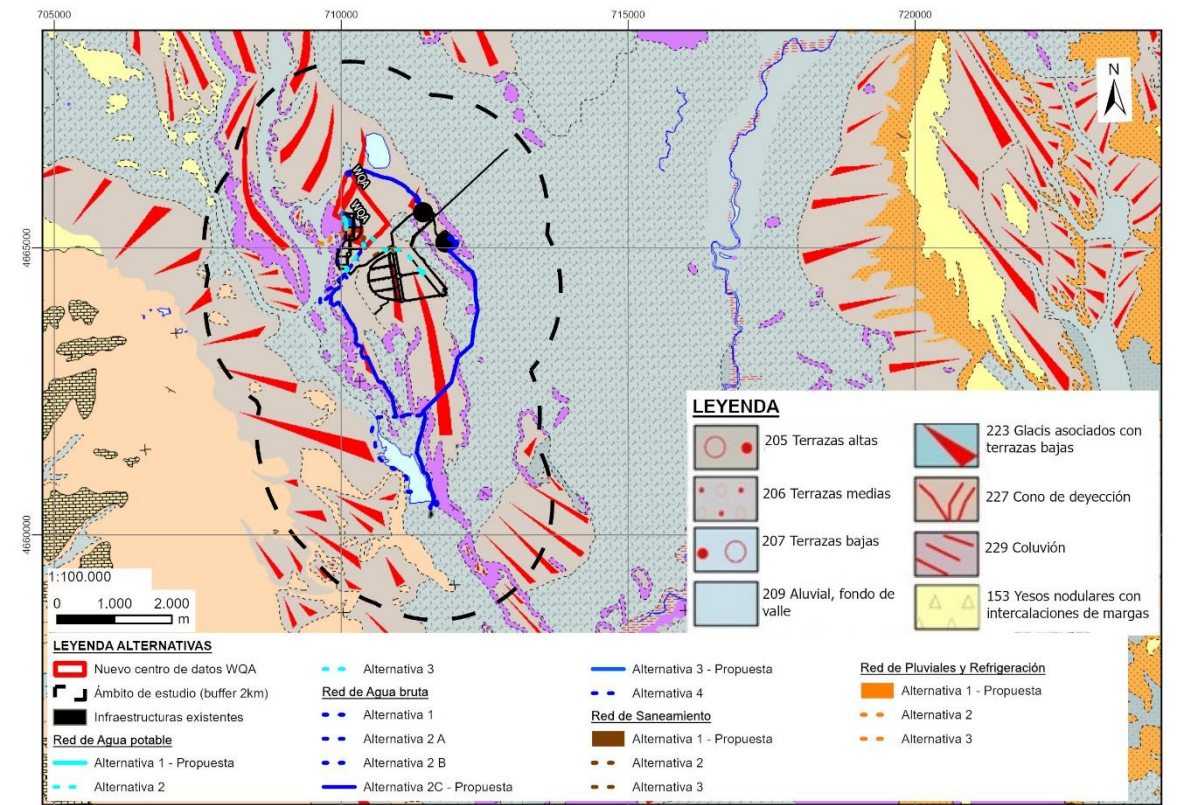 705000
710000
715000
720000
N
4665000
4660000
WQA
WQA
LEYENDA
205 Terrazas altas
206 Terrazas medias
207 Terrazas bajas
209 Aluvial, fondo de
valle
223 Glacis asociados con
terrazas bajas
227 Cono de deyección
229 Coluvión
153 Yesos nodulares con
intercalaciones de margas
1:100.000
0 1.000 2.000
m
LEYENDA ALTERNATIVAS
Nuevo centro de datos WQA
Ámbito de estudio (buffer 2km)
Infraestructuras existentes
Red de Agua potable
Alternativa 1 - Propuesta
Alternativa 2
Alternativa 3
Red de Agua bruta
Alternativa 1
Alternativa 2 A
Alternativa 2 B
Alternativa 2C - Propuesta
Alternativa 3 - Propuesta
Alternativa 4
Red de Saneamiento
Alternativa 1 - Propuesta
Alternativa 2
Alternativa 3
Red de Pluviales y Refrigeración
Alternativa 1 - Propuesta
Alternativa 2
Alternativa 3